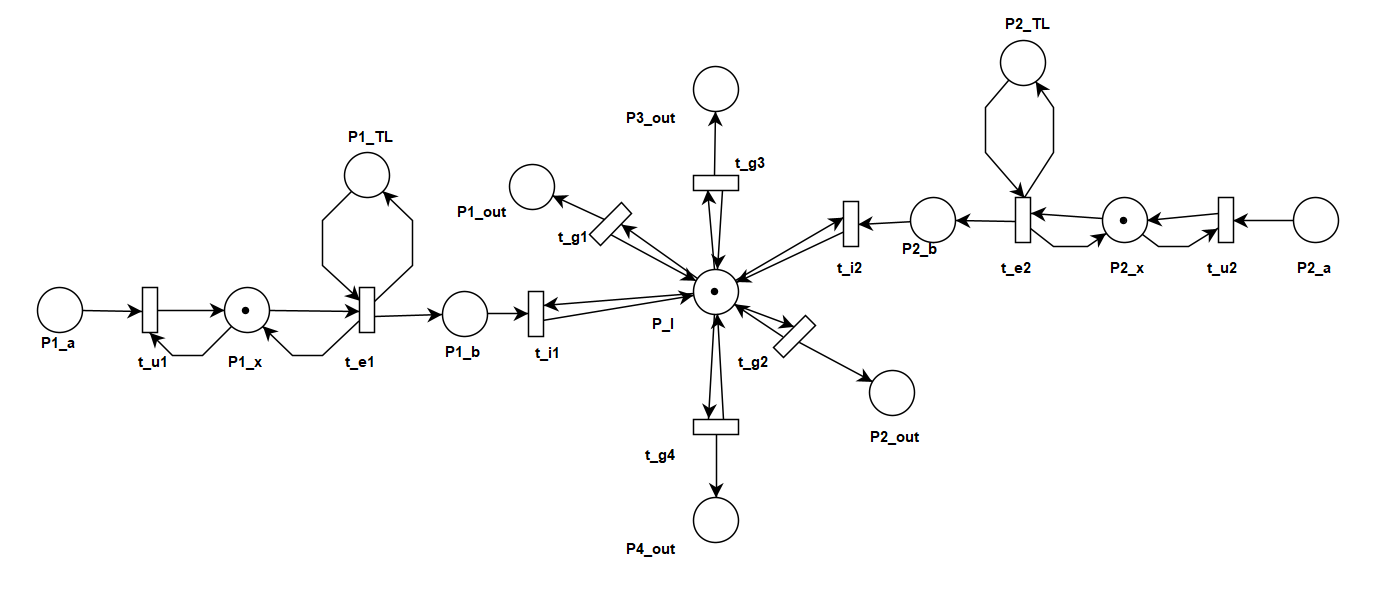 P2_TL
P3_out
P1_TL
t_g3
P1_out
t_g1
P2_b
t_i2
t_e2
P2_x
t_u2
P2_a
P_I
P1_a
t_u1
P1_x
t_e1
P1_b
t_i1
t_g2
P2_out
t_g4
P4_out